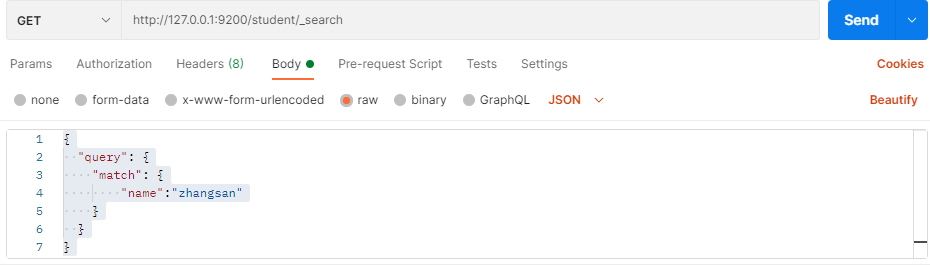 GET http://127.0.0.1:9200/student/_search Send
Params Authorization Headers (8) Body Pre-request Script Tests Settings Cookies
none form-data x-www-form-urlencoded raw binary GraphQL JSON Beautify
1 {
2 "query": {
3 "match": {
4 "name":"zhangsan"
5 }
6 }
7 }